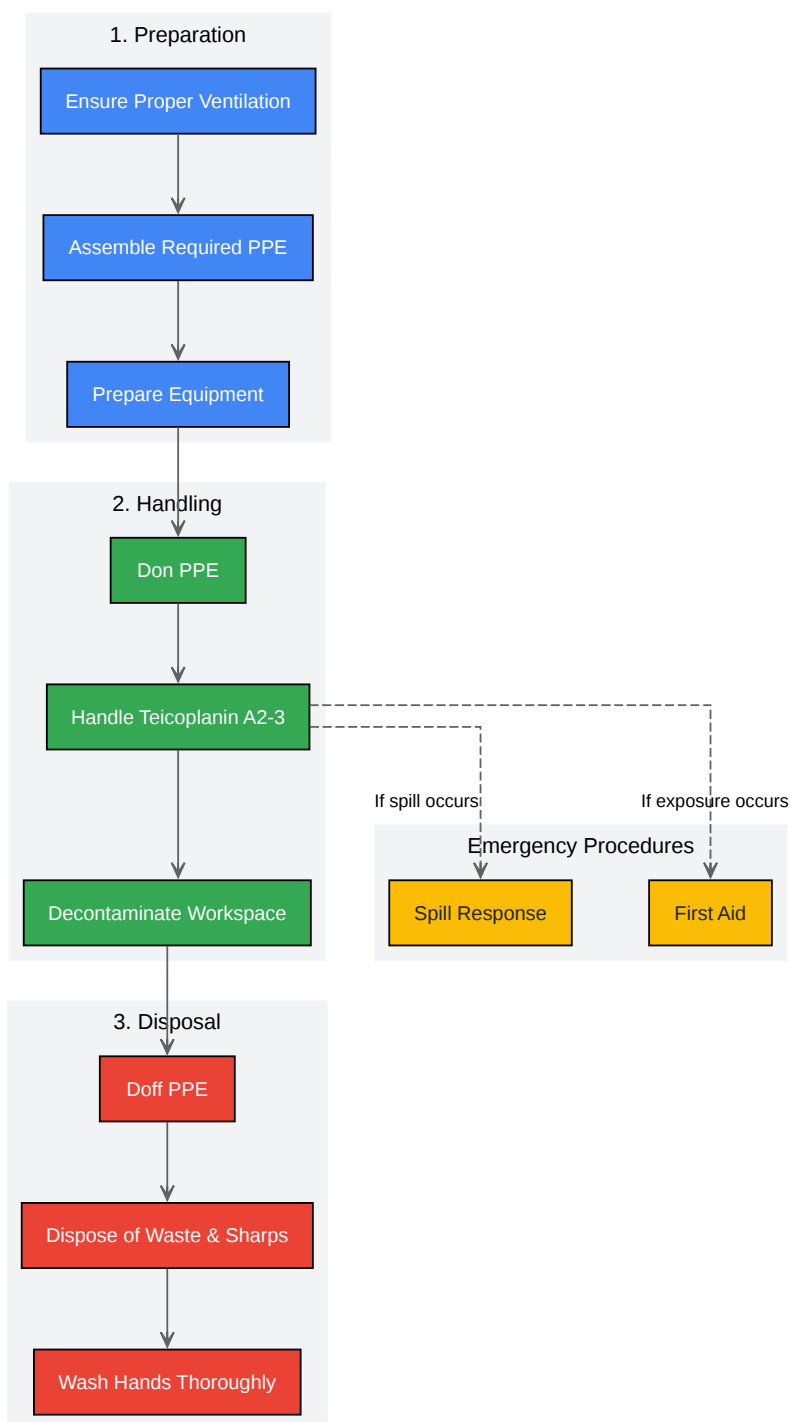 1. Preparation
Ensure Proper Ventilation
Assemble Required PPE
Prepare Equipment
2. Handling
Don PPE
Handle Teicoplanin A2-3
If spill occurs
If exposure occurs
Emergency Procedures
Decontaminate Workspace
Spill Response
First Aid
3. Disposal
Doff PPE
Dispose of Waste & Sharps
Wash Hands Thoroughly